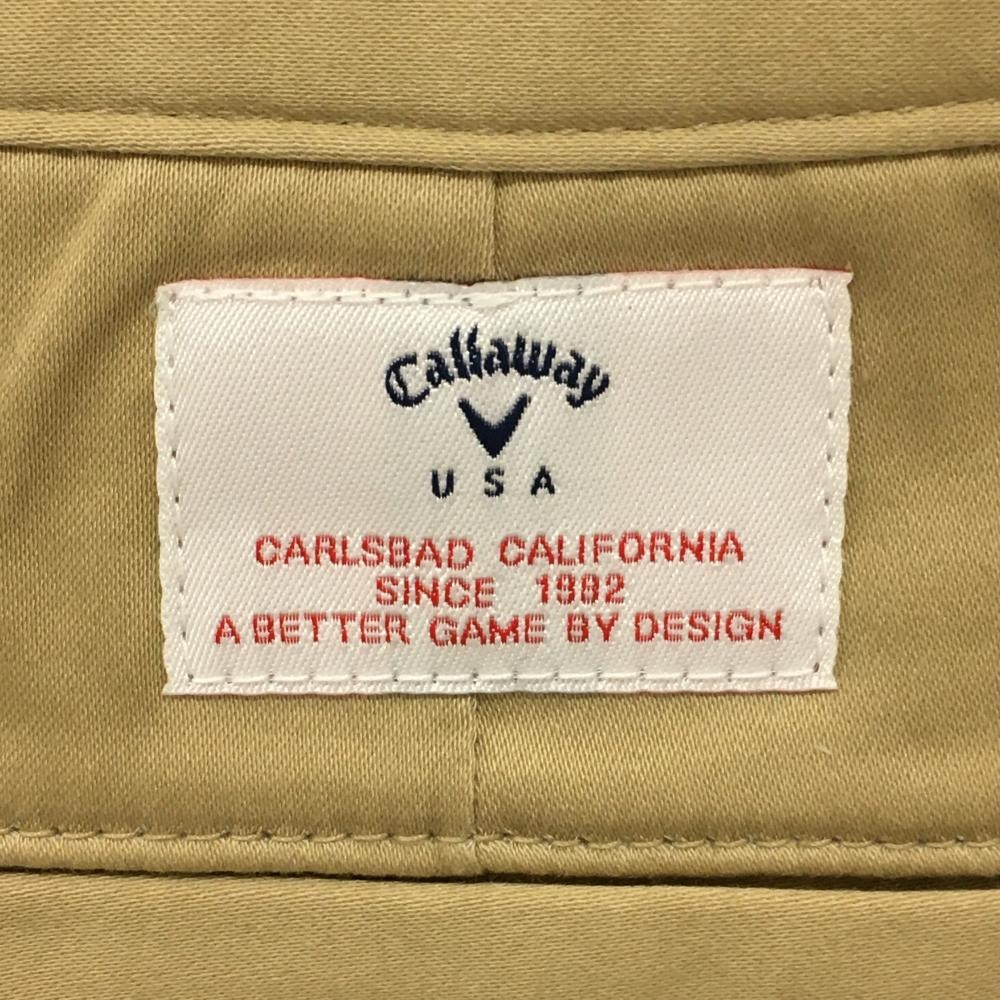 Callaway
USA
CARLSBAD CALIFORNIA
SINCE 1982
A BETTER GAME BY DESIGN